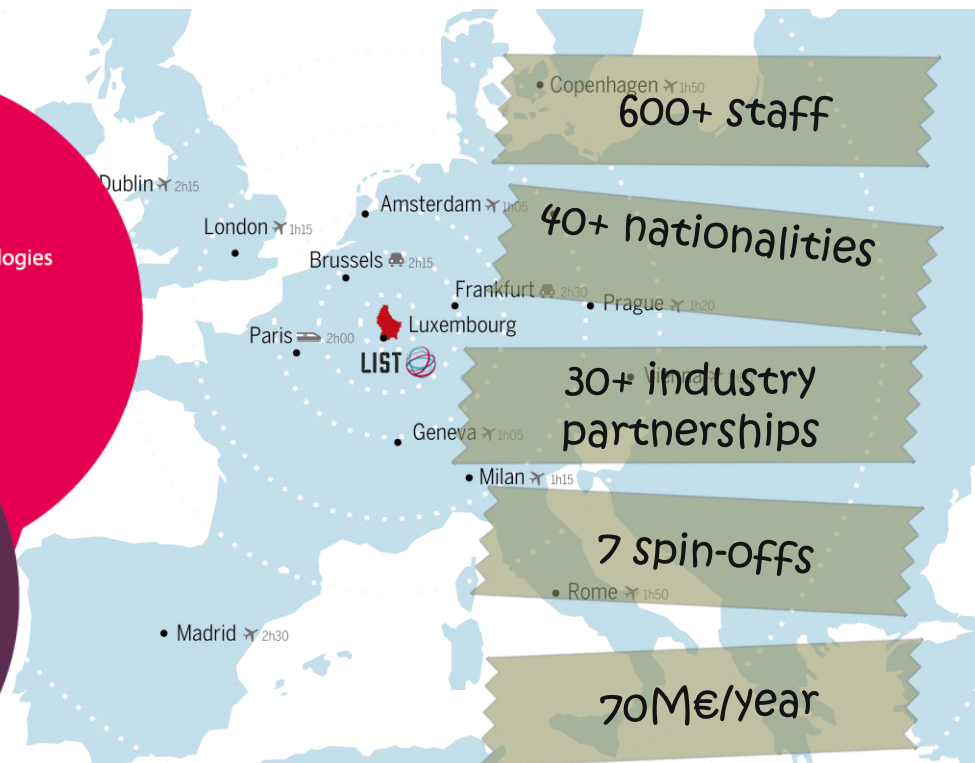 Copenhagen 1h50
600+ staff
Dublin 2h15
Amsterdam 1h05
London 1h15
40+ nationalities
Brussels 2h15
logies
Frankfurt 2h30
Prague 1h20
Luxembourg
Paris 2h00
LIST
30+ industry
partnerships
Vienna
Geneva 1h05
Milan 1h15
7 spin-offs
Rome 1h50
Madrid 2h30
70M€/year